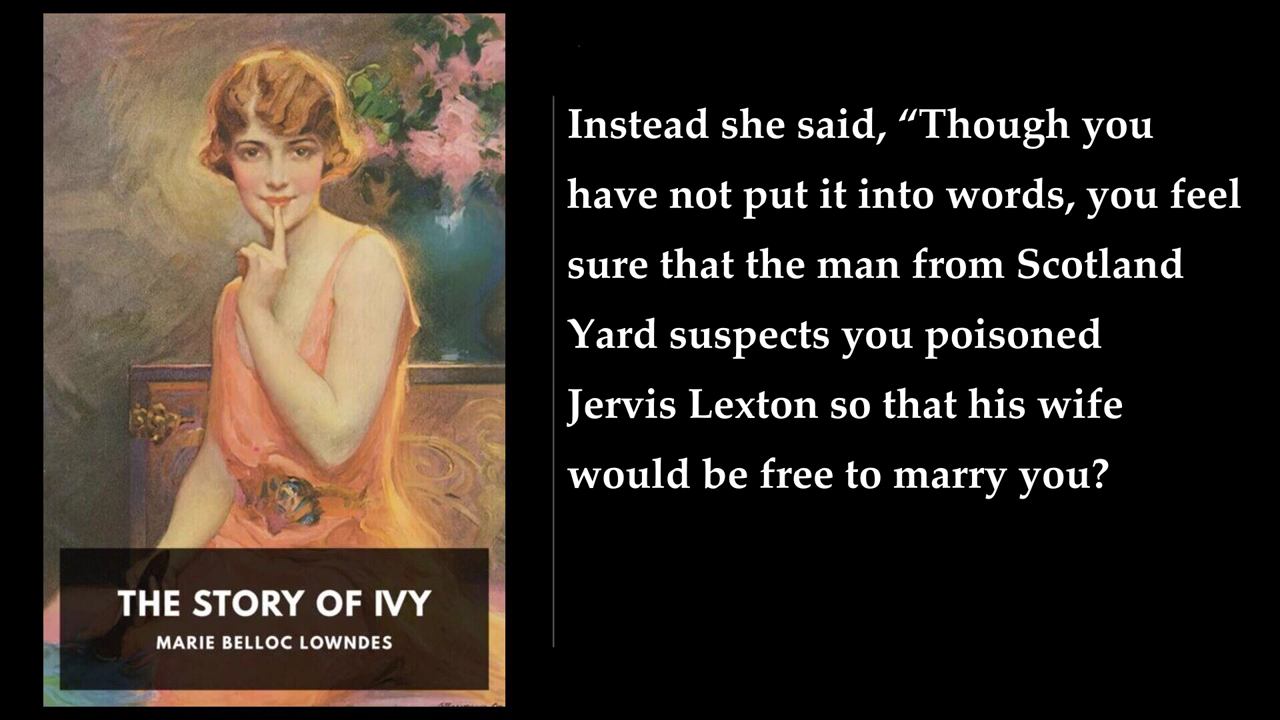 THE STORY OF IVY
MARIE BELLOC LOWNDES
Instead she said, “Though you
have not put it into words, you feel
sure that the man from Scotland
Yard suspects you poisoned
Jervis Lexton so that his wife
would be free to marry you?